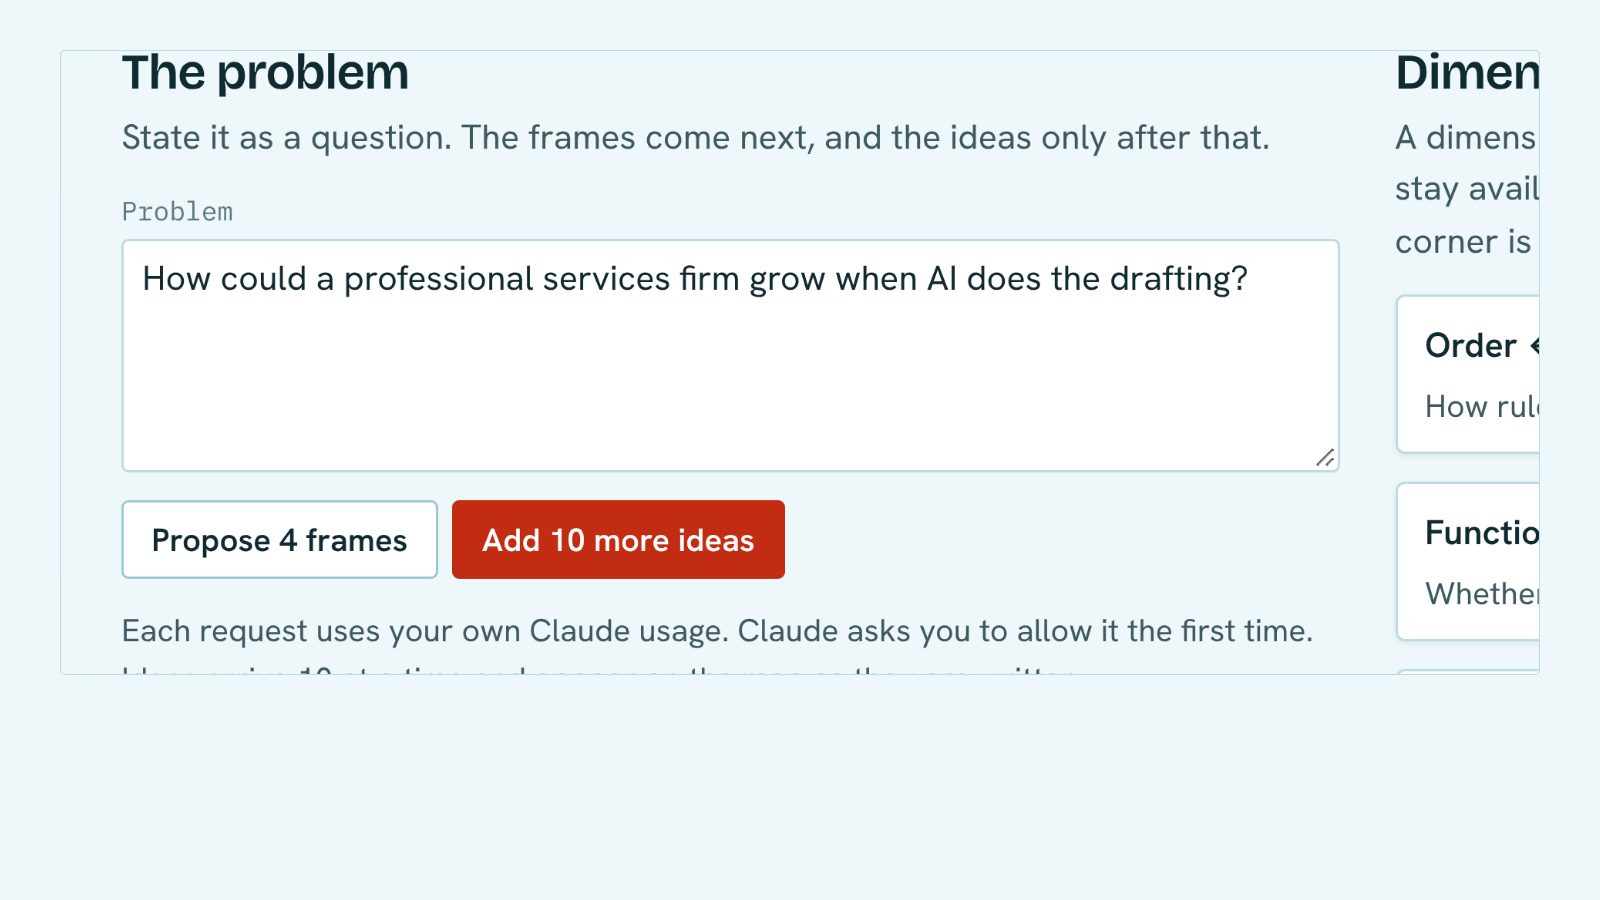 The problem
State it as a question. The frames come next, and the ideas only after that.
Problem
How could a professional services firm grow when AI does the drafting?
Propose 4 frames
Add 10 more ideas
Each request uses your own Claude usage. Claude asks you to allow it the first time.
Dimen
A dimens
stay avail
corner is
Order
How rul
Functio
Whether